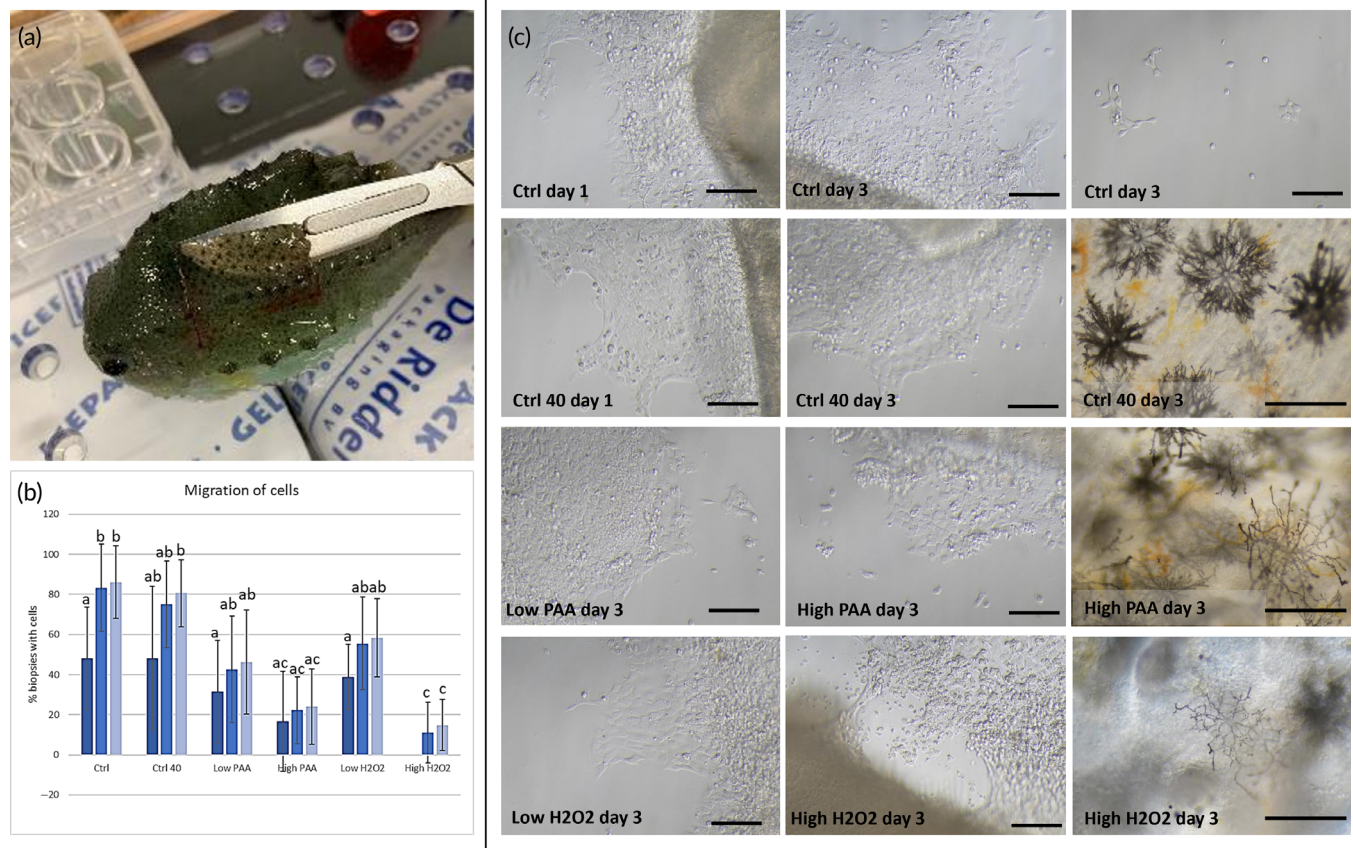 (a)
GELPACK
De Ridder
Packaging BV
GEL
PACK
(b)
Migration of cells
% biopsies with cells
120
100
80
60
40
20
0
−20
a b b
ab ab b
a ab ab
ac ac ac
a ab ab
c c
Ctrl Ctrl 40 Low PAA High PAA Low H2O2 High H2O2
(c)
Ctrl day 1
Ctrl day 3
Ctrl day 3
Ctrl 40 day 1
Ctrl 40 day 3
Ctrl 40 day 3
Low PAA day 3
High PAA day 3
High PAA day 3
Low H2O2 day 3
High H2O2 day 3
High H2O2 day 3